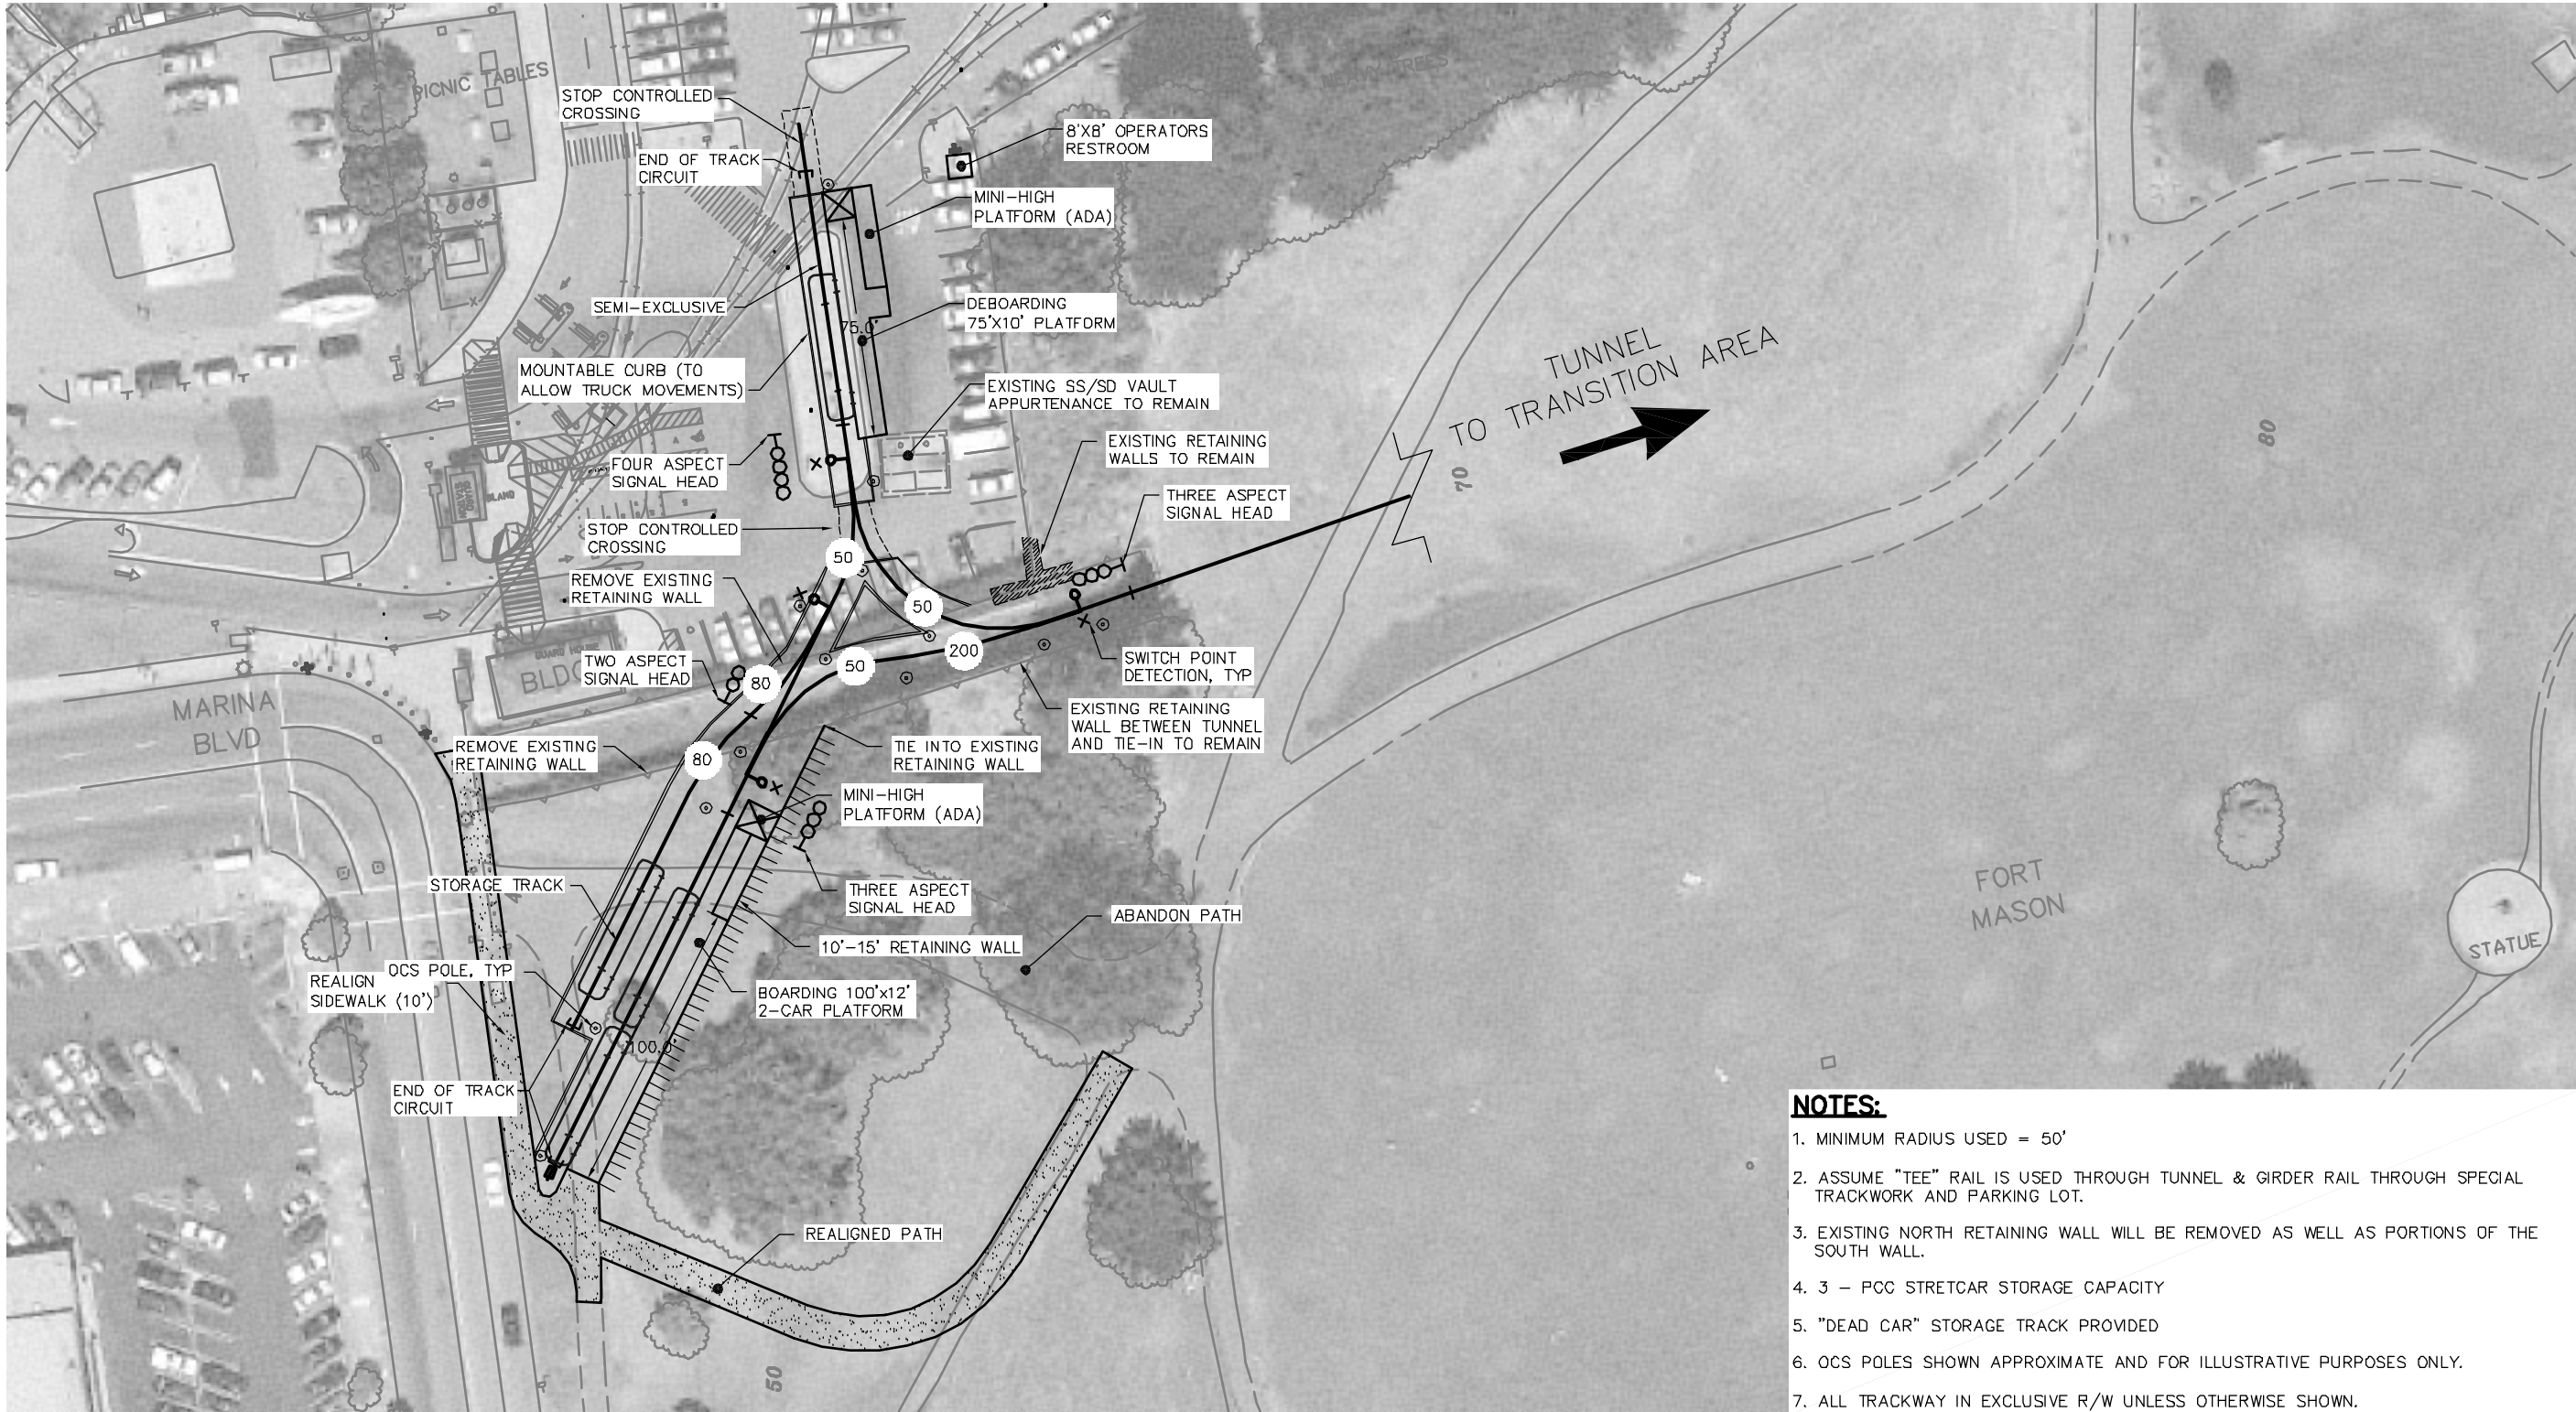 PICNIC TABLES
STOP CONTROLLED
CROSSING
END OF TRACK
CIRCUIT
8'X8' OPERATORS
RESTROOM
MINI-HIGH
PLATFORM (ADA)
SEMI-EXCLUSIVE
DEBOARDING
75'X10' PLATFORM
75.0'
MOUNTABLE CURB (TO
ALLOW TRUCK MOVEMENTS)
EXISTING SS/SD VAULT
APPURTENANCE TO REMAIN
TUNNEL
TO TRANSITION AREA
EXISTING RETAINING
WALLS TO REMAIN
FOUR ASPECT
SIGNAL HEAD
THREE ASPECT
SIGNAL HEAD
70
80
STOP CONTROLLED
CROSSING
50
REMOVE EXISTING
RETAINING WALL
50
GUARD HOUSE
BLDG
TWO ASPECT
SIGNAL HEAD
80
50
200
SWITCH POINT
DETECTION, TYP
MARINA
BLVD
EXISTING RETAINING
WALL BETWEEN TUNNEL
AND TIE-IN TO REMAIN
REMOVE EXISTING
RETAINING WALL
80
TIE INTO EXISTING
RETAINING WALL
MINI-HIGH
PLATFORM (ADA)
STORAGE TRACK
THREE ASPECT
SIGNAL HEAD
FORT
MASON
ABANDON PATH
10'-15' RETAINING WALL
STATUE
OCS POLE, TYP
REALIGN
SIDEWALK (10')
BOARDING 100'x12'
2-CAR PLATFORM
100.0'
END OF TRACK
CIRCUIT
REALIGNED PATH
50
NOTES:
1. MINIMUM RADIUS USED = 50'
2. ASSUME "TEE" RAIL IS USED THROUGH TUNNEL & GIRDER RAIL THROUGH SPECIAL
TRACKWORK AND PARKING LOT.
3. EXISTING NORTH RETAINING WALL WILL BE REMOVED AS WELL AS PORTIONS OF THE
SOUTH WALL.
4. 3 - PCC STRETCAR STORAGE CAPACITY
5. "DEAD CAR" STORAGE TRACK PROVIDED
6. OCS POLES SHOWN APPROXIMATE AND FOR ILLUSTRATIVE PURPOSES ONLY.
7. ALL TRACKWAY IN EXCLUSIVE R/W UNLESS OTHERWISE SHOWN.